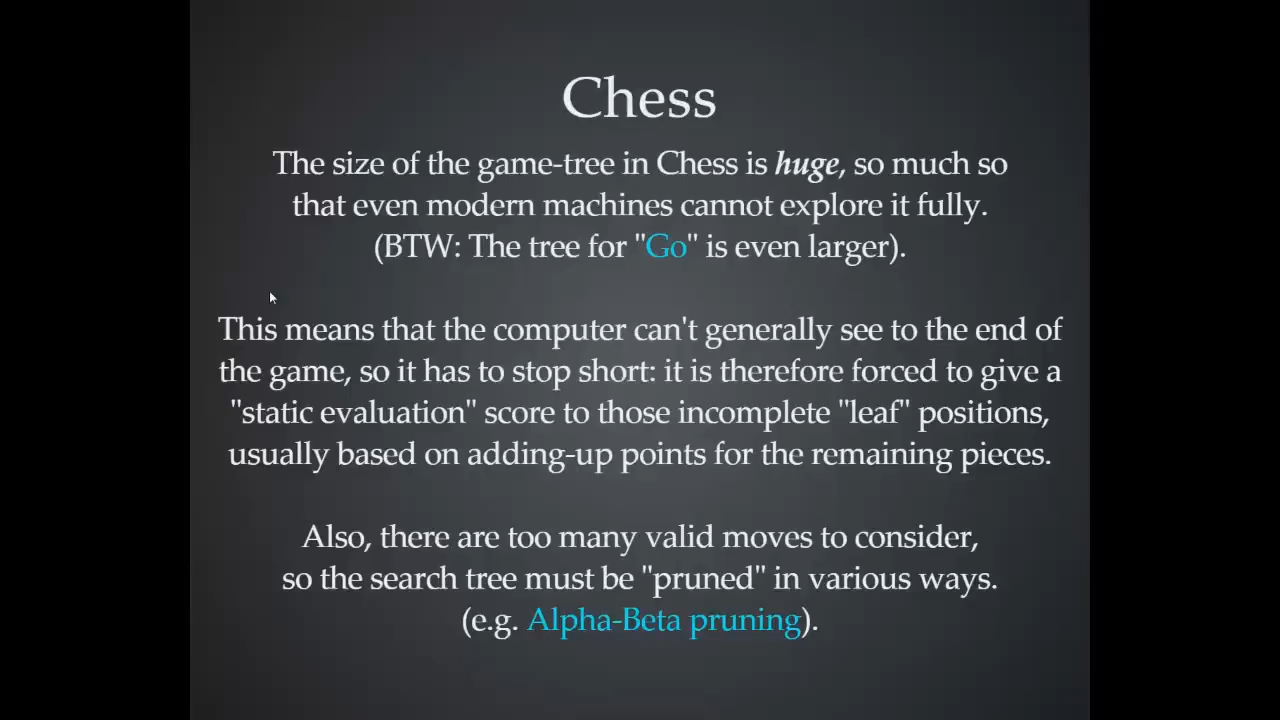 Chess
The size of the game-tree in Chess is huge, so much so
that even modern machines cannot explore it fully.
(BTW: The tree for "Go" is even larger).
This means that the computer can't generally see to the end of
the game, so it has to stop short: it is therefore forced to give a
"static evaluation" score to those incomplete "leaf" positions,
usually based on adding-up points for the remaining pieces.
Also, there are too many valid moves to consider,
so the search tree must be "pruned" in various ways.
(e.g. Alpha-Beta pruning).